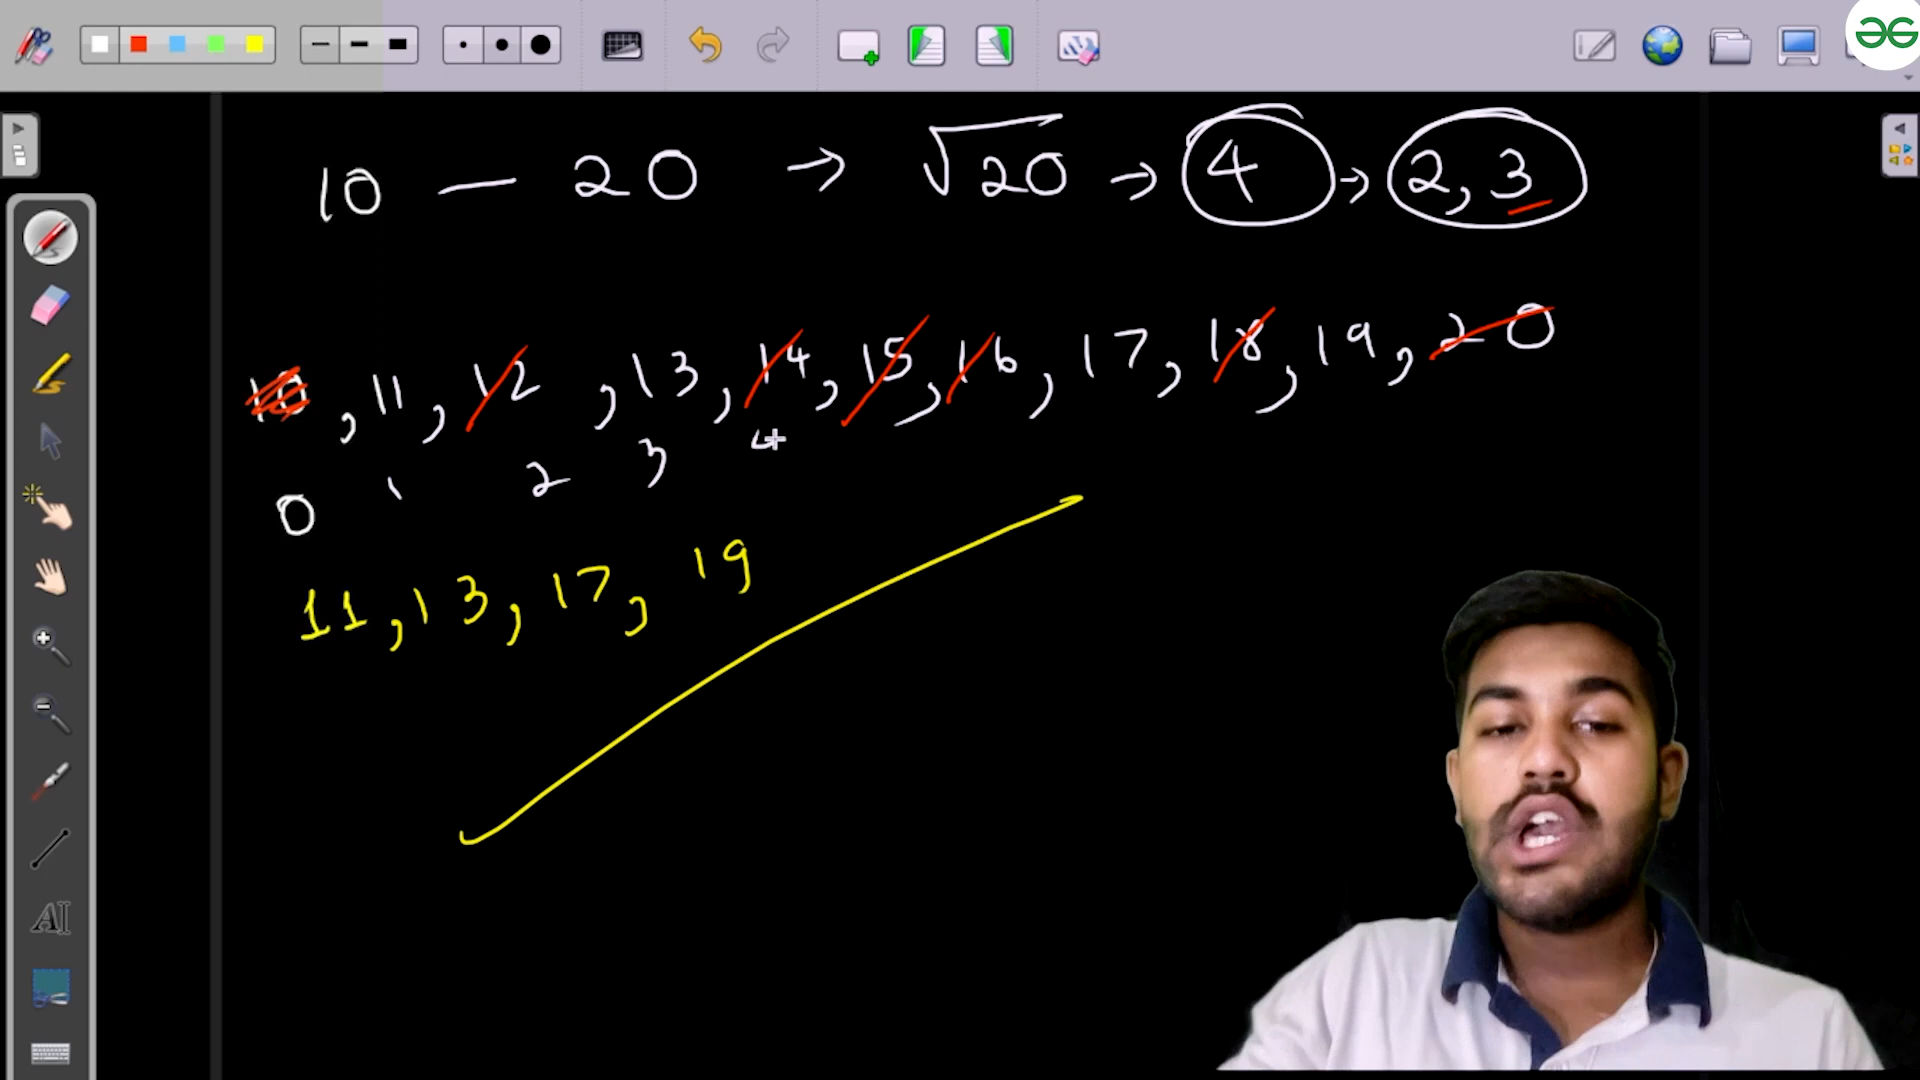 10 — 20 → √20 → 4 → 2, 3
10, 11, 12, 13, 14, 15, 16, 17, 18, 19, 20
0 1 2 3 4
11, 13, 17, 19
AI